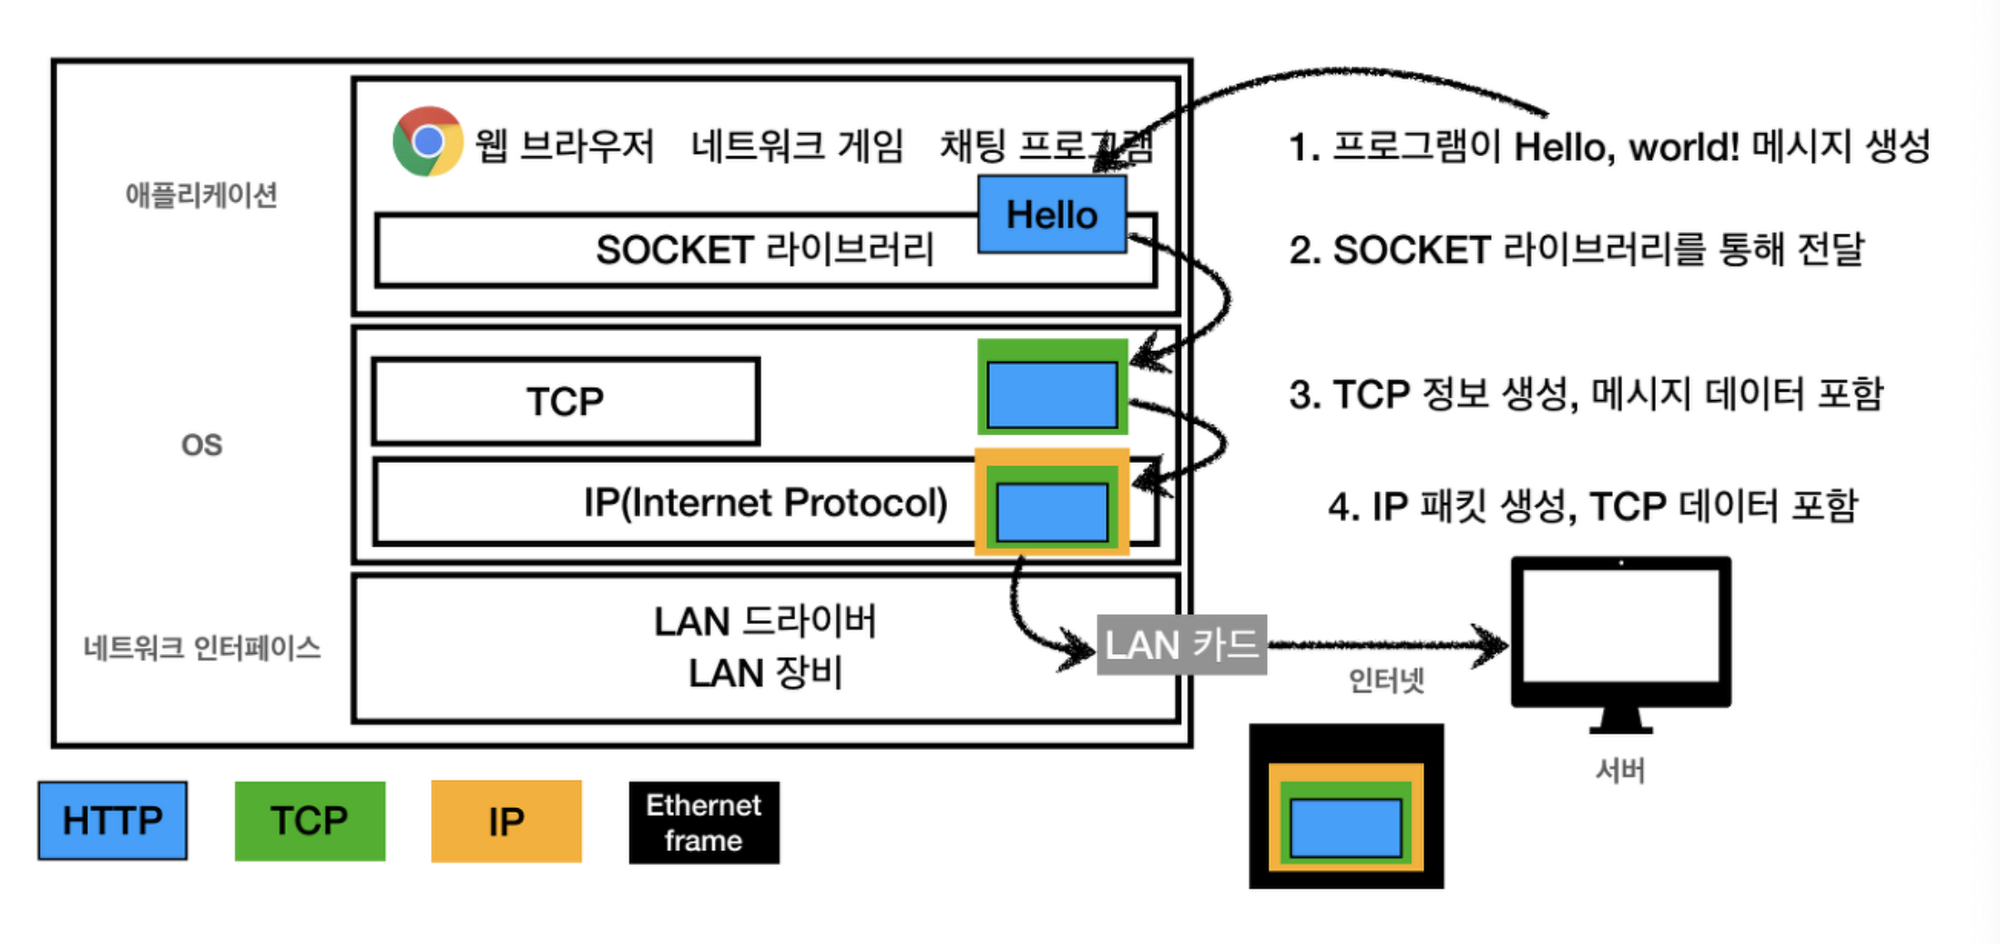 애플리케이션
웹 브라우저 네트워크 게임 채팅 프로그램
Hello
SOCKET 라이브러리
OS
TCP
IP(Internet Protocol)
네트워크 인터페이스
LAN 드라이버
LAN 장비
LAN 카드
1. 프로그램이 Hello, world! 메시지 생성
2. SOCKET 라이브러리를 통해 전달
3. TCP 정보 생성, 메시지 데이터 포함
4. IP 패킷 생성, TCP 데이터 포함
인터넷
서버
HTTP
TCP
IP
Ethernet
frame